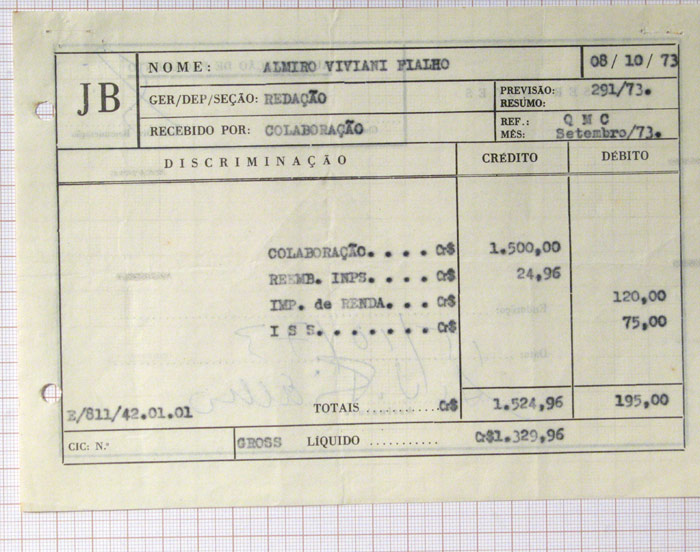 JB
NOME: ALMIRO VIVIANI FIALHO 08/10/73
GER/DEP/SEÇÃO: REDAÇÃO
PREVISÃO: 291/73.
RESUMO:
RECEBIDO POR: COLABORAÇÃO
REF.: Q M C
MÊS: Setembro/73.
DISCRIMINAÇÃO CRÉDITO DÉBITO
COLABORAÇÃO. . . . Cr$ 1.500,00
REEMB. INPS. . . . Cr$ 24,96
IMP. de RENDA. . . Cr$ 120,00
I S S. . . . . . . Cr$ 75,00
E/811/42.01.01 TOTAIS ............Cr$ 1.524,96 195,00
CIC: N.º GROSS LÍQUIDO ........... Cr$1.329,96